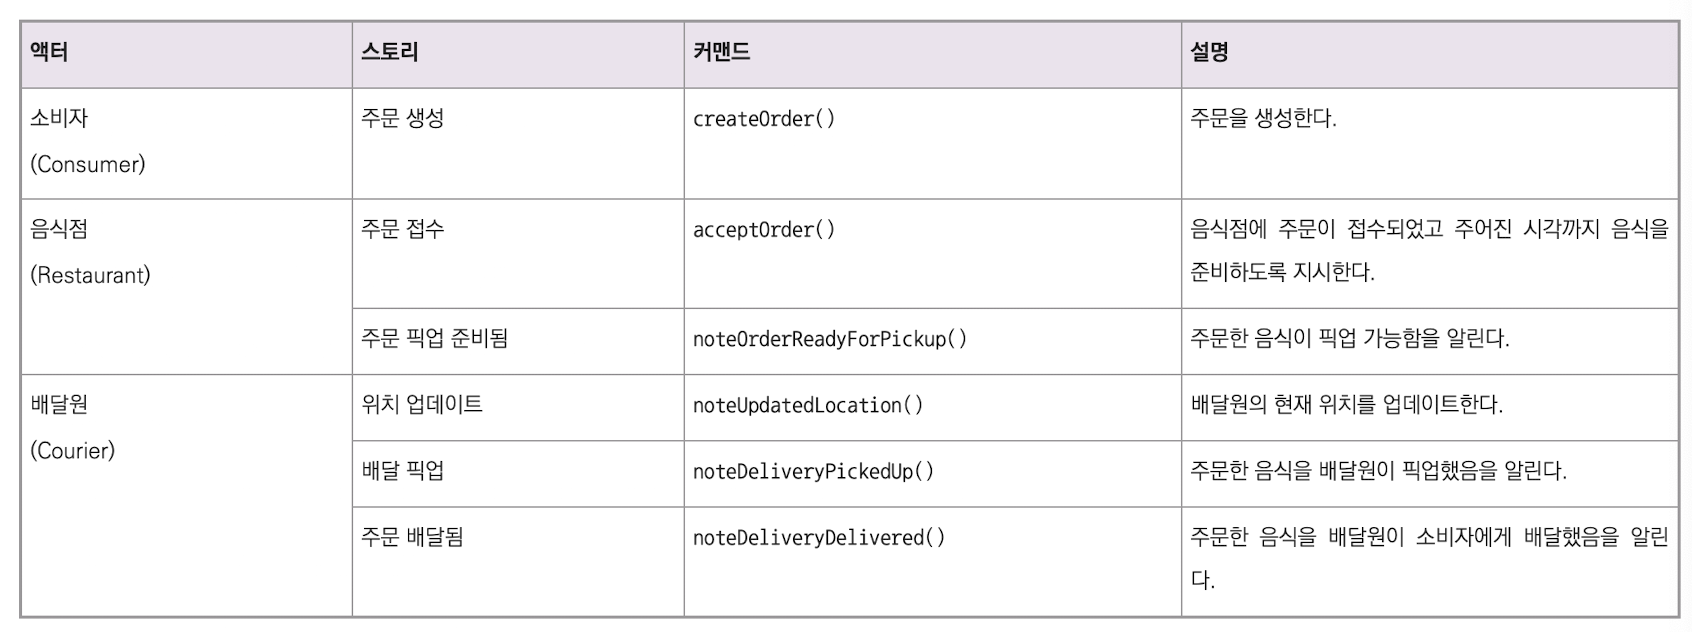 액터 스토리 커맨드 설명
소비자 주문 생성 createOrder() 주문을 생성한다.
(Consumer)
음식점 주문 접수 acceptOrder() 음식점에 주문이 접수되었고 주어진 시각까지 음식을
(Restaurant) 준비하도록 지시한다.
주문 픽업 준비됨 noteOrderReadyForPickup() 주문한 음식이 픽업 가능함을 알린다.
배달원 위치 업데이트 noteUpdatedLocation() 배달원의 현재 위치를 업데이트한다.
(Courier)
배달 픽업 noteDeliveryPickedUp() 주문한 음식을 배달원이 픽업했음을 알린다.
주문 배달됨 noteDeliveryDelivered() 주문한 음식을 배달원이 소비자에게 배달했음을 알린
다.